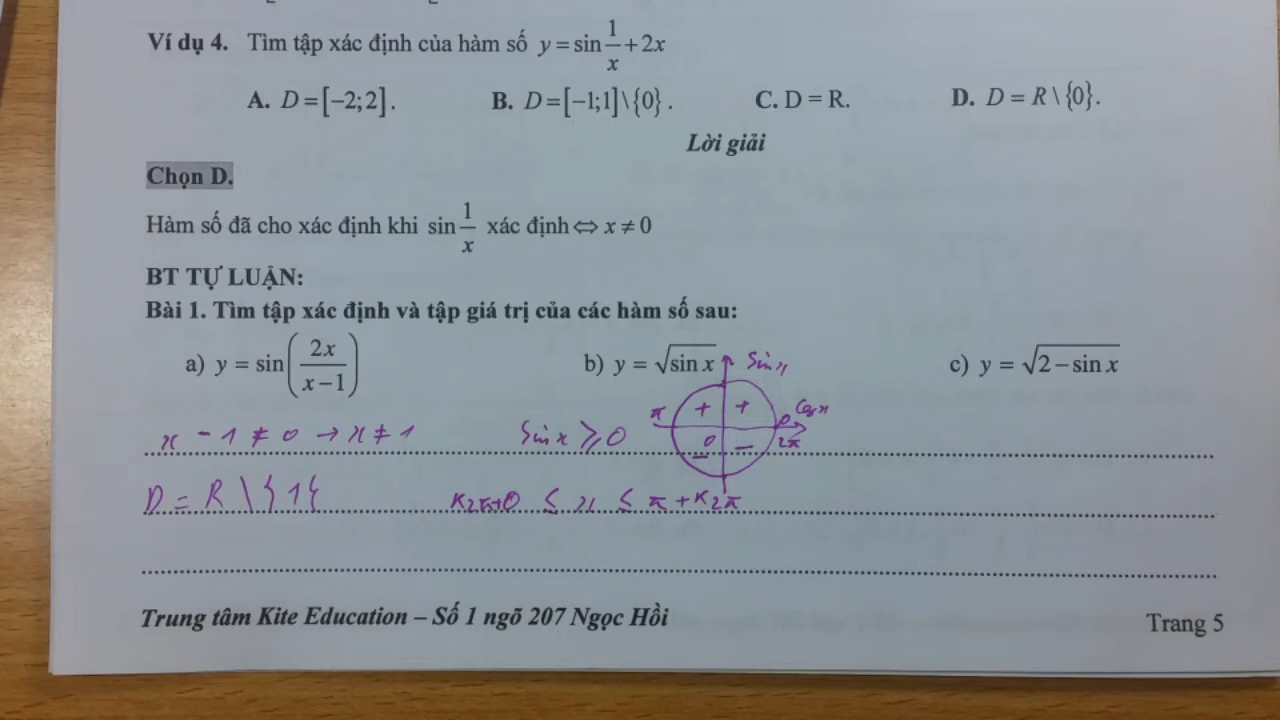 Ví dụ 4. Tìm tập xác định của hàm số y = sin 1/x + 2x
A. D = [−2;2]. B. D = [−1;1] \ {0}. C. D = R. D. D = R \ {0}.
Lời giải
Chọn D.
Hàm số đã cho xác định khi sin 1/x xác định ⇔ x ≠ 0
BT TỰ LUẬN:
Bài 1. Tìm tập xác định và tập giá trị của các hàm số sau:
a) y = sin(2x/(x−1)) b) y = √(sin x) c) y = √(2 − sin x)
sin x
π + + 0 cos x
x − 1 ≠ 0 → x ≠ 1 sin x ⩾ 0 − 0 − 2π
D = R \ {1{ k2π+0 ≤ x ≤ π + k2π
Trung tâm Kite Education – Số 1 ngõ 207 Ngọc Hồi Trang 5